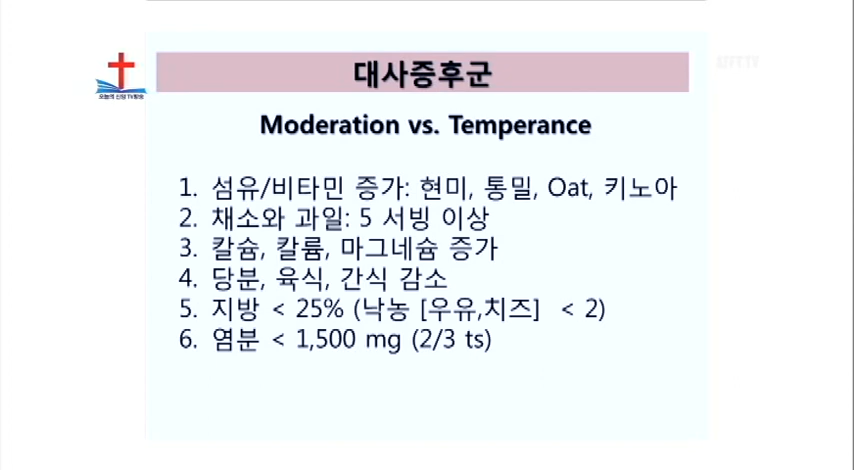 대사증후군
Moderation vs. Temperance
1. 섬유/비타민 증가: 현미, 통밀, Oat, 키노아
2. 채소와 과일: 5 서빙 이상
3. 칼슘, 칼륨, 마그네슘 증가
4. 당분, 육식, 간식 감소
5. 지방 < 25% (낙농 [우유,치즈] < 2)
6. 염분 < 1,500 mg (2/3 ts)